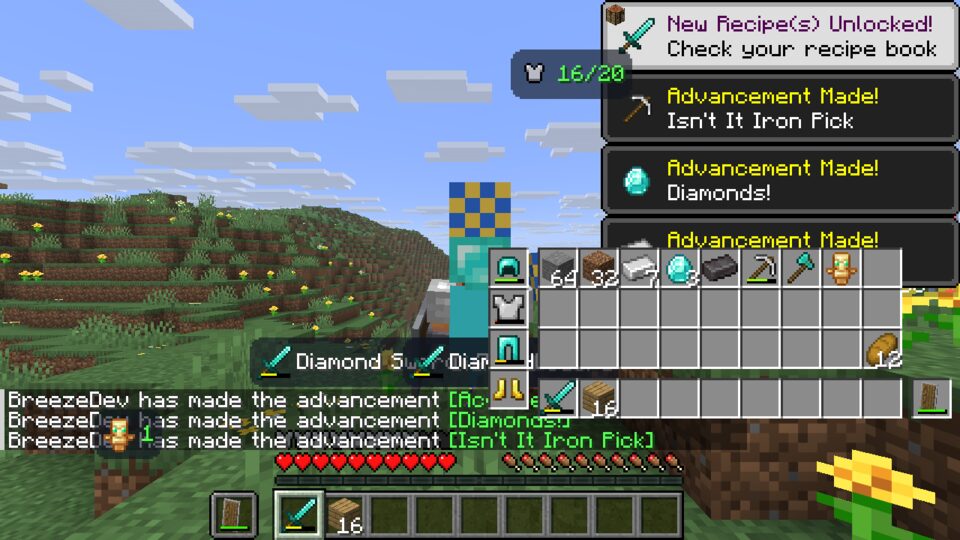 New Recipe(s) Unlocked!
Check your recipe book
16/20
Advancement Made!
Isn't It Iron Pick
Advancement Made!
Diamonds!
Advancement Made!
64
32
7
3
12
Diamond
BreezeDev has made the advancement
16
BreezeDev has made the advancement [Diamonds!]
1
has made the advancement [Isn't It Iron Pick]
16